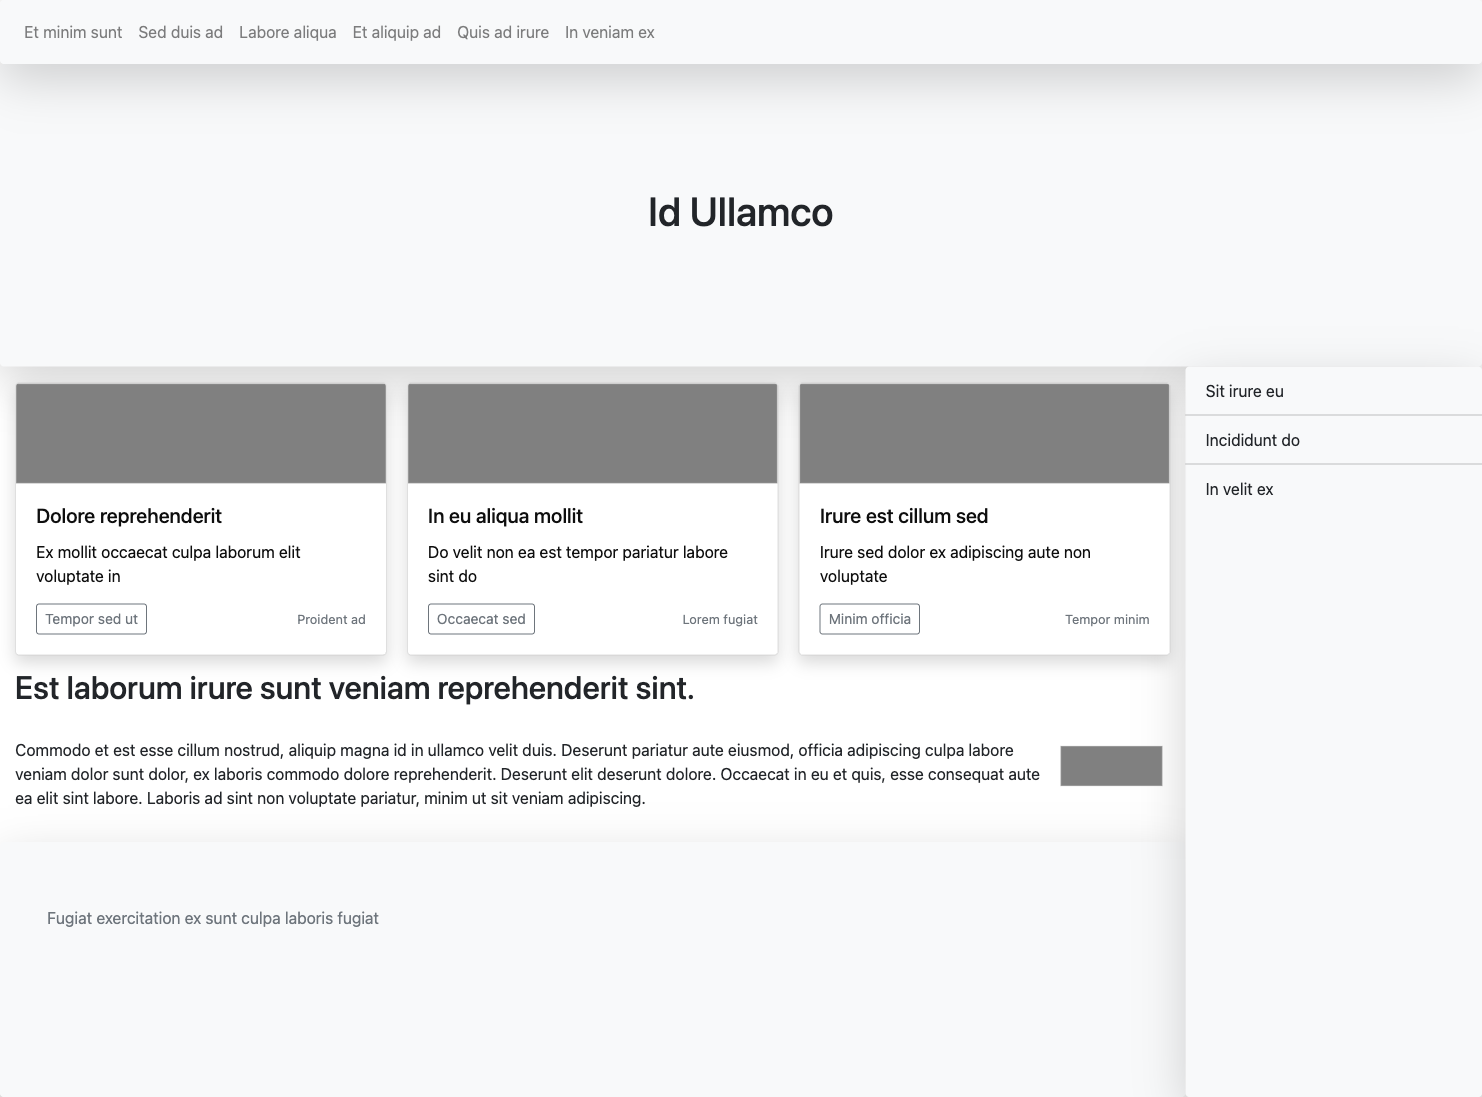 Et minim sunt
Sed duis ad
Labore aliqua
Et aliquip ad
Quis ad irure
In veniam ex
Id Ullamco
Dolore reprehenderit
Ex mollit occaecat culpa laborum elit
voluptate in
Tempor sed ut
Proident ad
In eu aliqua mollit
Do velit non ea est tempor pariatur labore
sint do
Occaecat sed
Lorem fugiat
Irure est cillum sed
Irure sed dolor ex adipiscing aute non
voluptate
Minim officia
Tempor minim
Sit irure eu
Incididunt do
In velit ex
Est laborum irure sunt veniam reprehenderit sint.
Commodo et est esse cillum nostrud, aliquip magna id in ullamco velit duis. Deserunt pariatur aute eiusmod, officia adipiscing culpa labore
veniam dolor sunt dolor, ex laboris commodo dolore reprehenderit. Deserunt elit deserunt dolore. Occaecat in eu et quis, esse consequat aute
ea elit sint labore. Laboris ad sint non voluptate pariatur, minim ut sit veniam adipiscing.
Fugiat exercitation ex sunt culpa laboris fugiat